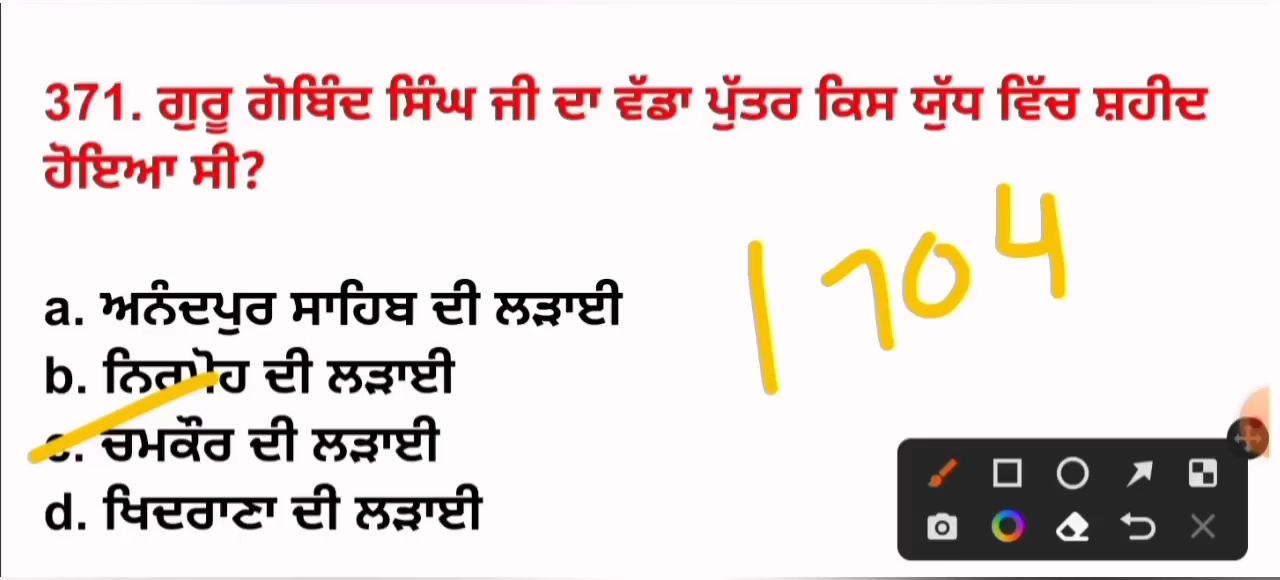 371. ਗੁਰੂ ਗੋਬਿੰਦ ਸਿੰਘ ਜੀ ਦਾ ਵੱਡਾ ਪੁੱਤਰ ਕਿਸ ਯੁੱਧ ਵਿੱਚ ਸ਼ਹੀਦ
ਹੋਇਆ ਸੀ?
1704
a. ਅਨੰਦਪੁਰ ਸਾਹਿਬ ਦੀ ਲੜਾਈ
b. ਨਿਰਮੋਹ ਦੀ ਲੜਾਈ
c. ਚਮਕੌਰ ਦੀ ਲੜਾਈ
d. ਖਿਦਰਾਣਾ ਦੀ ਲੜਾਈ